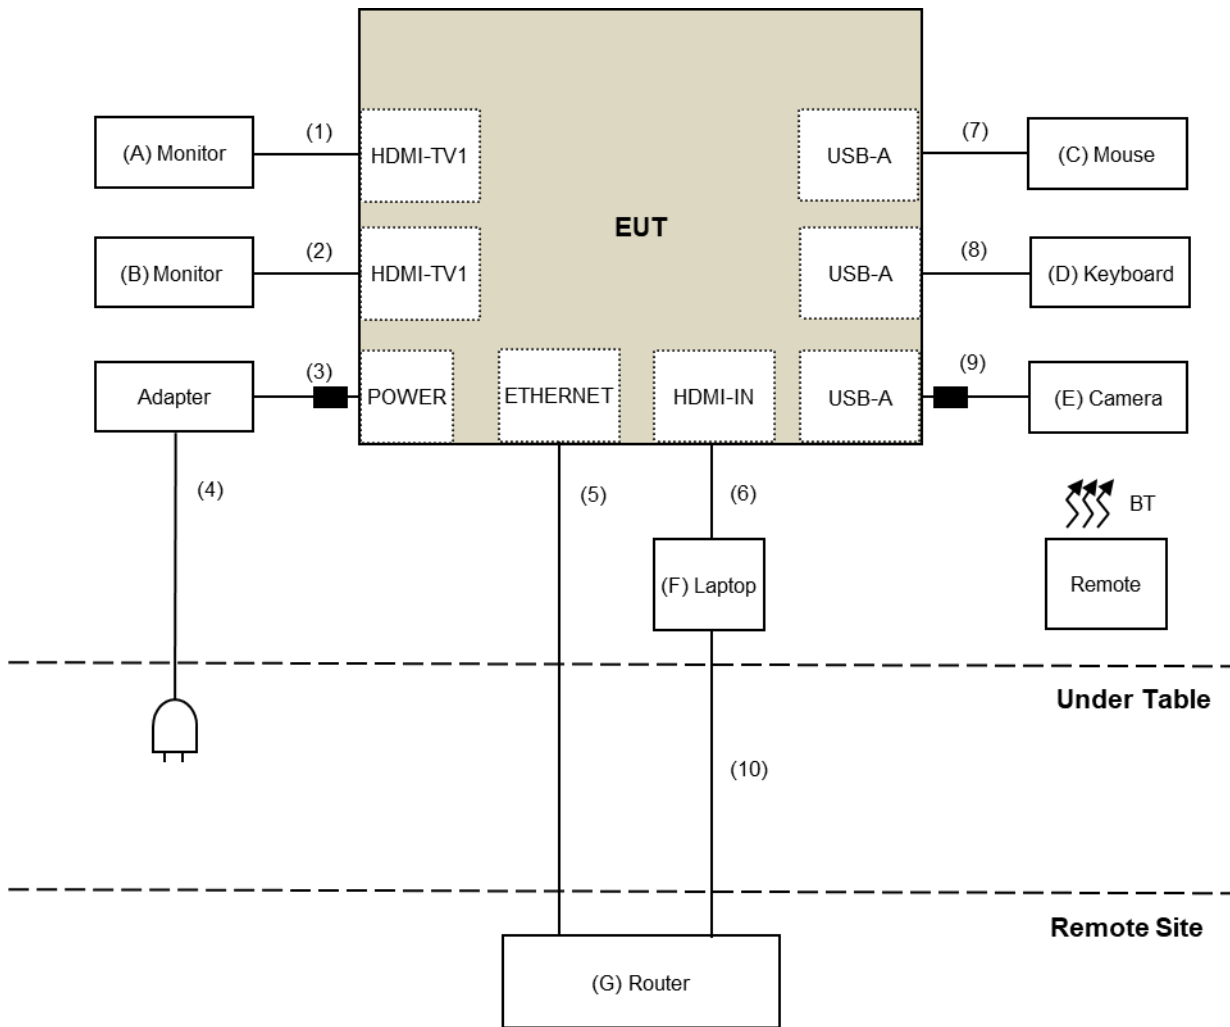 (A) Monitor
(1)
HDMI-TV1
USB-A
(7)
(C) Mouse
EUT
(B) Monitor
(2)
HDMI-TV1
USB-A
(8)
(D) Keyboard
Adapter
(3)
POWER
ETHERNET
HDMI-IN
USB-A
(9)
(E) Camera
(4)
(5)
(6)
BT
(F) Laptop
Remote
Under Table
(10)
Remote Site
(G) Router